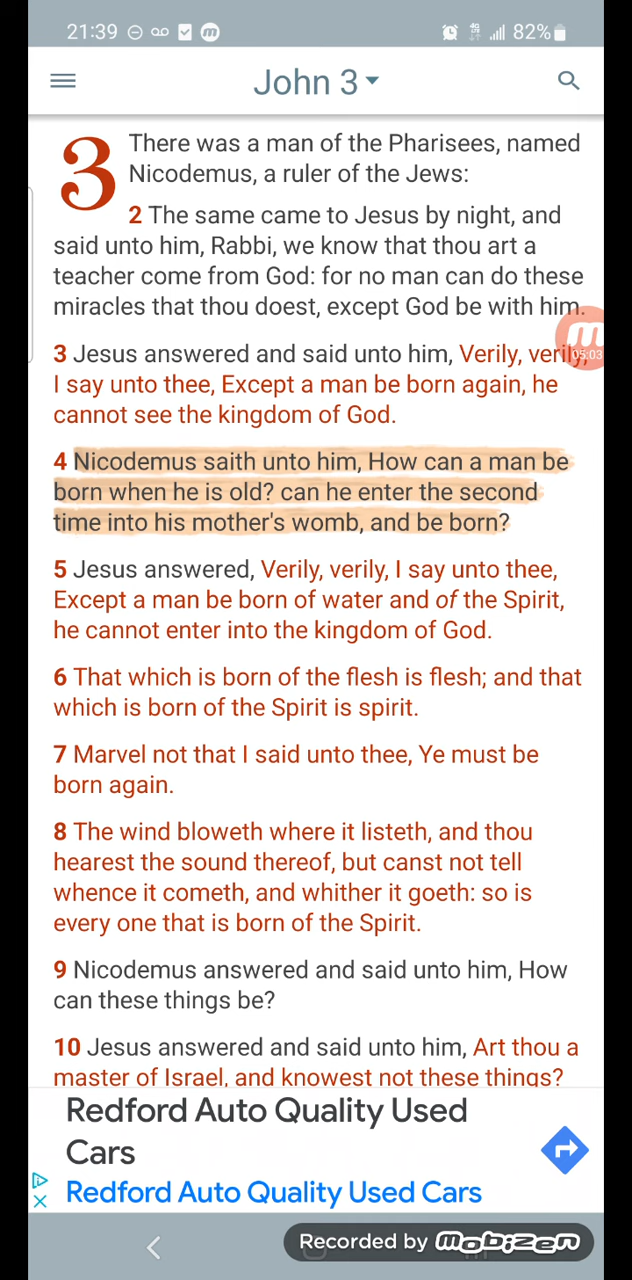 21:39
82%
John 3
3 There was a man of the Pharisees, named
Nicodemus, a ruler of the Jews:
2 The same came to Jesus by night, and
said unto him, Rabbi, we know that thou art a
teacher come from God: for no man can do these
miracles that thou doest, except God be with him.
05:03
3 Jesus answered and said unto him, Verily, verily,
I say unto thee, Except a man be born again, he
cannot see the kingdom of God.
4 Nicodemus saith unto him, How can a man be
born when he is old? can he enter the second
time into his mother's womb, and be born?
5 Jesus answered, Verily, verily, I say unto thee,
Except a man be born of water and of the Spirit,
he cannot enter into the kingdom of God.
6 That which is born of the flesh is flesh; and that
which is born of the Spirit is spirit.
7 Marvel not that I said unto thee, Ye must be
born again.
8 The wind bloweth where it listeth, and thou
hearest the sound thereof, but canst not tell
whence it cometh, and whither it goeth: so is
every one that is born of the Spirit.
9 Nicodemus answered and said unto him, How
can these things be?
10 Jesus answered and said unto him, Art thou a
master of Israel, and knowest not these things?
Redford Auto Quality Used
Cars
Redford Auto Quality Used Cars
Recorded by mobizen